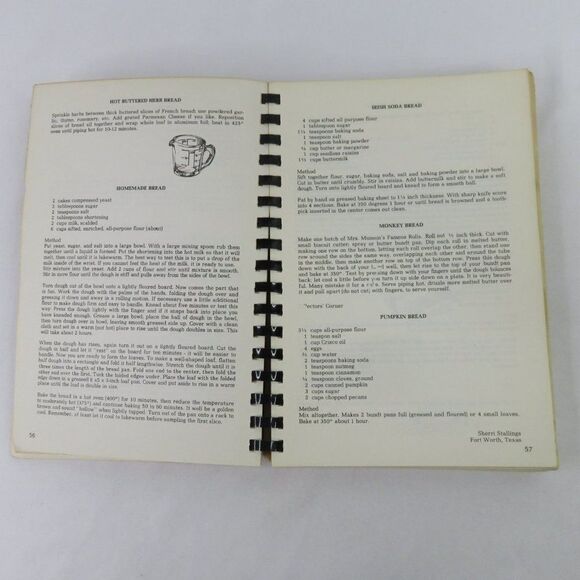 HOT BUTTERED HERB BREAD
Sprinkle herbs between thick buttered slices of French bread: use powdered gar-
lic, thyme, rosemary, etc. Add grated Parmesan Cheese if you like. Reposition
slices of bread all together and wrap whole loaf in aluminum foil; heat in 425°
oven until piping hot for 10-12 minutes.
HOMEMADE BREAD
2 cakes compressed yeast
2 tablespoons sugar
2 teaspoons salt
2 tablespoons shortening
2 cups milk, scalded
6 cups sifted, enriched, all-purpose flour (about)
Method
Put yeast, sugar, and salt into a large bowl. With a large mixing spoon rub them
together until a liquid is formed. Put the shortening into the hot milk so that it will
melt, then cool until it is lukewarm. The best way to test this is to put a drop of the
milk inside of the wrist. If you cannot feel the heat of the milk, it is ready to use.
Stir mixture into the yeast. Add 2 cups of flour and stir until mixture is smooth.
Stir in more flour until the dough is stiff and pulls away from the sides of the bowl.
Turn dough out of the bowl onto a lightly floured board. Now comes the part that
is fun. Work the dough with the palms of the hands, folding the dough over and
pressing it down and away in a rolling motion. If necessary use a little additional
flour to make dough firm and easy to handle. Knead about five minutes or test this
way: Press dough lightly with the finger and if it snaps back into place you
have kneaded enough. Grease a large bowl, place the ball of dough in the bowl,
then turn dough over in bowl, leaving smooth greased side up. Cover with a clean
cloth and set in a warm (not hot) place to rise until the dough doubles in size. This
will take about 2 hours.
When the dough has risen, again turn it out on a lightly floured board. Cut the
dough in half and let it "rest" on the board for ten minutes - it will be easier to
handle. Now you are ready to form the loaves. To make a well-shaped loaf, flatten
half dough into a rectangle and fold it half lengthwise. Stretch the dough until it is
three times the length of the bread pan. Fold one end to the center, then fold the
other end over the first. Tuck the folded edges under. Place the loaf with the folded
edge down in a greased 8 x5 x 3-inch loaf pan. Cover and put aside to rise in a warm
place until the loaf is double in size.
Bake the bread in a hot oven (400°) for 10 minutes, then reduce the temperature
to moderately hot (375°) and continue baking 50 to 60 minutes. It will be a golden
brown and sound "hollow" when lightly tapped. Turn out of the pan onto a rack to
cool. Remember, at least let it cool to lukewarm before sampling the first slice.
56
IRISH SODA BREAD
4 cups sifted all purpose flour
1 tablespoon sugar
1½ teaspoons baking soda
1 teaspoon salt
1 teaspoon baking powder
cup butter or margarine
1 cup seedless raisins
cups buttermilk
Method
Sift together flour, sugar, baking soda, salt and baking powder into a large bowl.
Cut in butter until crumbly. Stir in raisins. Add buttermilk and stir to make a soft
dough. Turn onto lightly floured board and knead to form a smooth ball.
Pat by hand on greased baking sheet to 1¼ inch thickness. With sharp knife score
into 4 sections. Bake at 350 degrees 1 hour or until bread is browned and a tooth-
pick inserted in the center comes out clean.
MONKEY BREAD
Make one batch of Mrs. Munson's Famous Rolls. Roll out ½ inch thick. Cut with
small biscuit cutter; spray or butter bundt pan. Dip each roll in melted butter,
making one row on the bottom, letting each roll overlap the other; then stand one
row around the sides same way, overlapping each other and around the tube
in the middle, then make another row on top of the bottom row. Press this dough
down with the back of your well, then let rise to the top of your bundt pan
and bake at 350°. Test by pressing down with your fingers until the dough bounces
back, but be careful not to let it burn. Many mistake it for a Serve piping hot, drizzle more melted butter over it
and pull apart (do not cut), with fingers, to serve yourself.
Corner
PUMPKIN BREAD
cups all-purpose flour
1 teaspoon salt
1 cup Crisco oil
4 eggs
cup water
2 teaspoons baking soda
1 teaspoon nutmeg
1 teaspoon cinnamon
teaspoon cloves, ground
2 cups canned pumpkin
3 cups sugar
2 cups chopped pecans
Method
Mix altogether. Makes 2 bundt pans full (greased and floured) or 4 small loaves.
Bake at 350° about 1 hour.
Sherri Stallings
Fort Worth, Texas
57